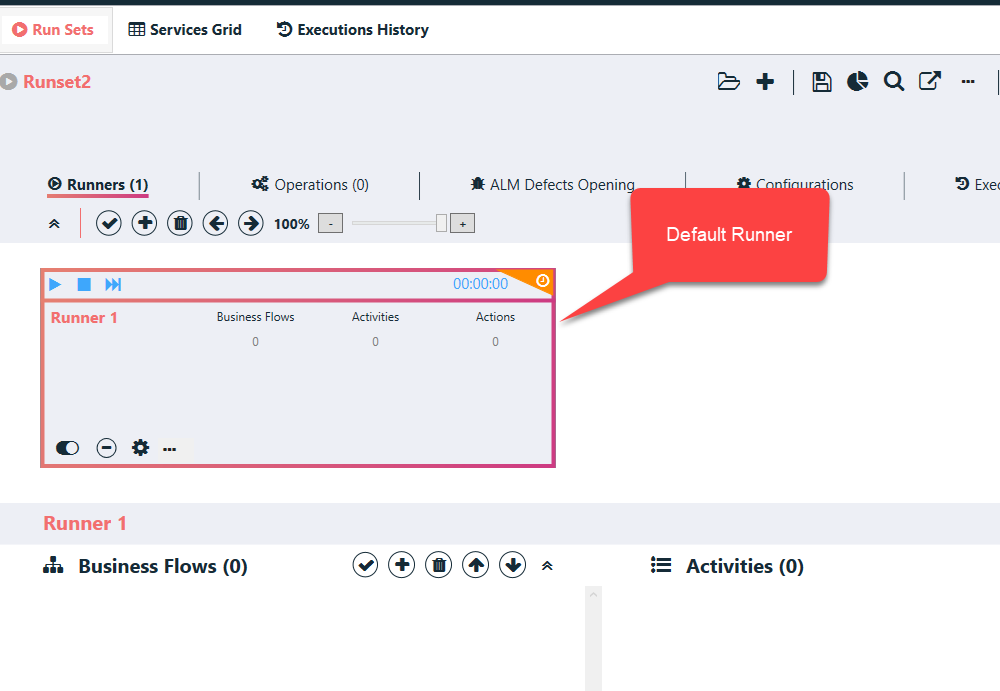 Run Sets Services Grid Executions History
Runset2
Runners (1) Operations (0) ALM Defects Opening Configurations Exec
100% - +
Default Runner
00:00:00
Runner 1 Business Flows Activities Actions
0 0 0
Runner 1
Business Flows (0) Activities (0)